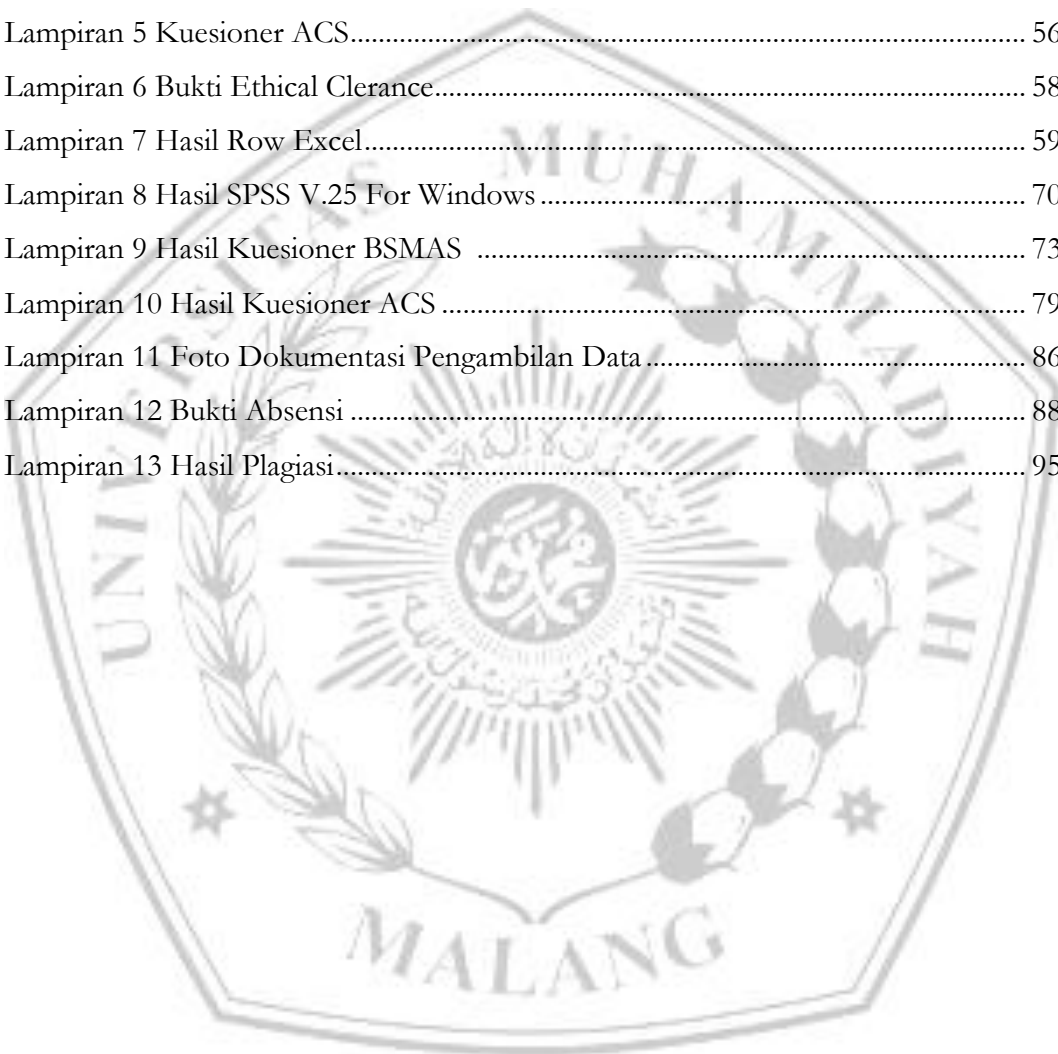 Lampiran 5 Kuesioner ACS.......................................................................................... 56
Lampiran 6 Bukti Ethical Clerance.............................................................................. 58
Lampiran 7 Hasil Row Excel........................................................................................ 59
Lampiran 8 Hasil SPSS V.25 For Windows ................................................................ 70
Lampiran 9 Hasil Kuesioner BSMAS .......................................................................... 73
Lampiran 10 Hasil Kuesioner ACS .............................................................................. 79
Lampiran 11 Foto Dokumentasi Pengambilan Data .................................................... 86
Lampiran 12 Bukti Absensi .......................................................................................... 88
Lampiran 13 Hasil Plagiasi........................................................................................... 95
UNIVERSITAS MUHAMMADIYAH
MALANG